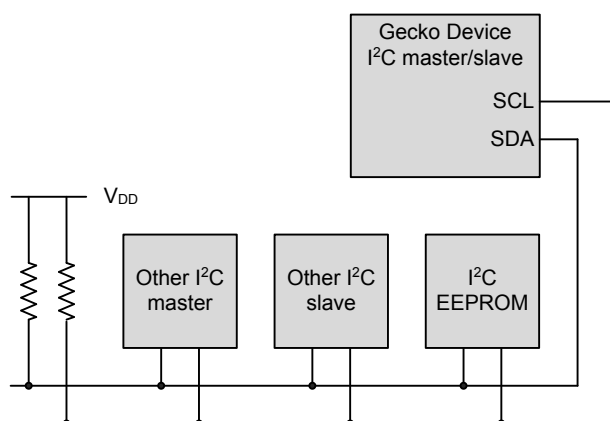 Gecko Device
I²C master/slave
SCL
SDA
VDD
Other I²C
master
Other I²C
slave
I²C
EEPROM